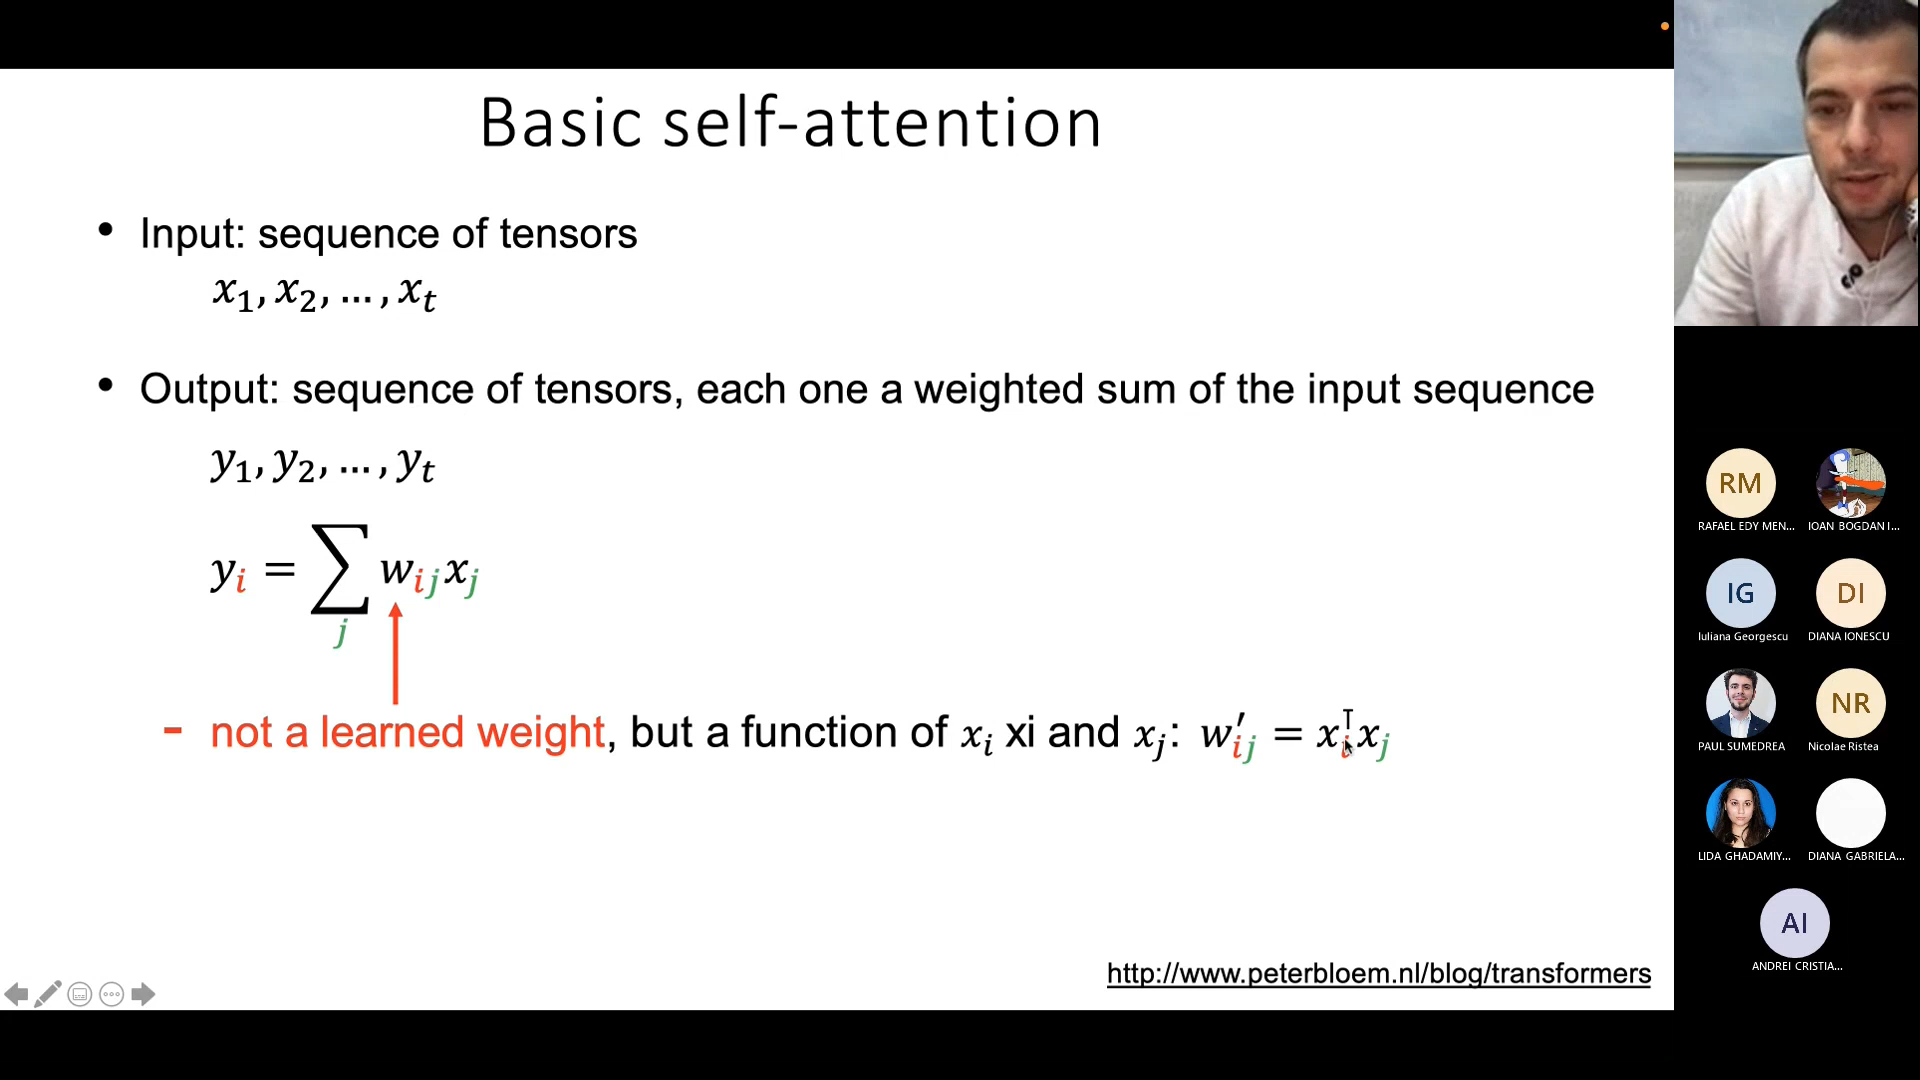 Basic self-attention
• Input: sequence of tensors
x₁, x₂, ... , xₜ
• Output: sequence of tensors, each one a weighted sum of the input sequence
y₁, y₂, ... , yₜ
yᵢ = ∑ wᵢⱼxⱼ
j
- not a learned weight, but a function of xᵢ xi and xⱼ: w′ᵢⱼ = xᵢᵀxⱼ
http://www.peterbloem.nl/blog/transformers
RM
RAFAEL EDY MEN...
IOAN BOGDAN I...
IG
Iuliana Georgescu
DI
DIANA IONESCU
PAUL SUMEDREA
NR
Nicolae Ristea
LIDA GHADAMIY...
DIANA GABRIELA...
AI
ANDREI CRISTIA...